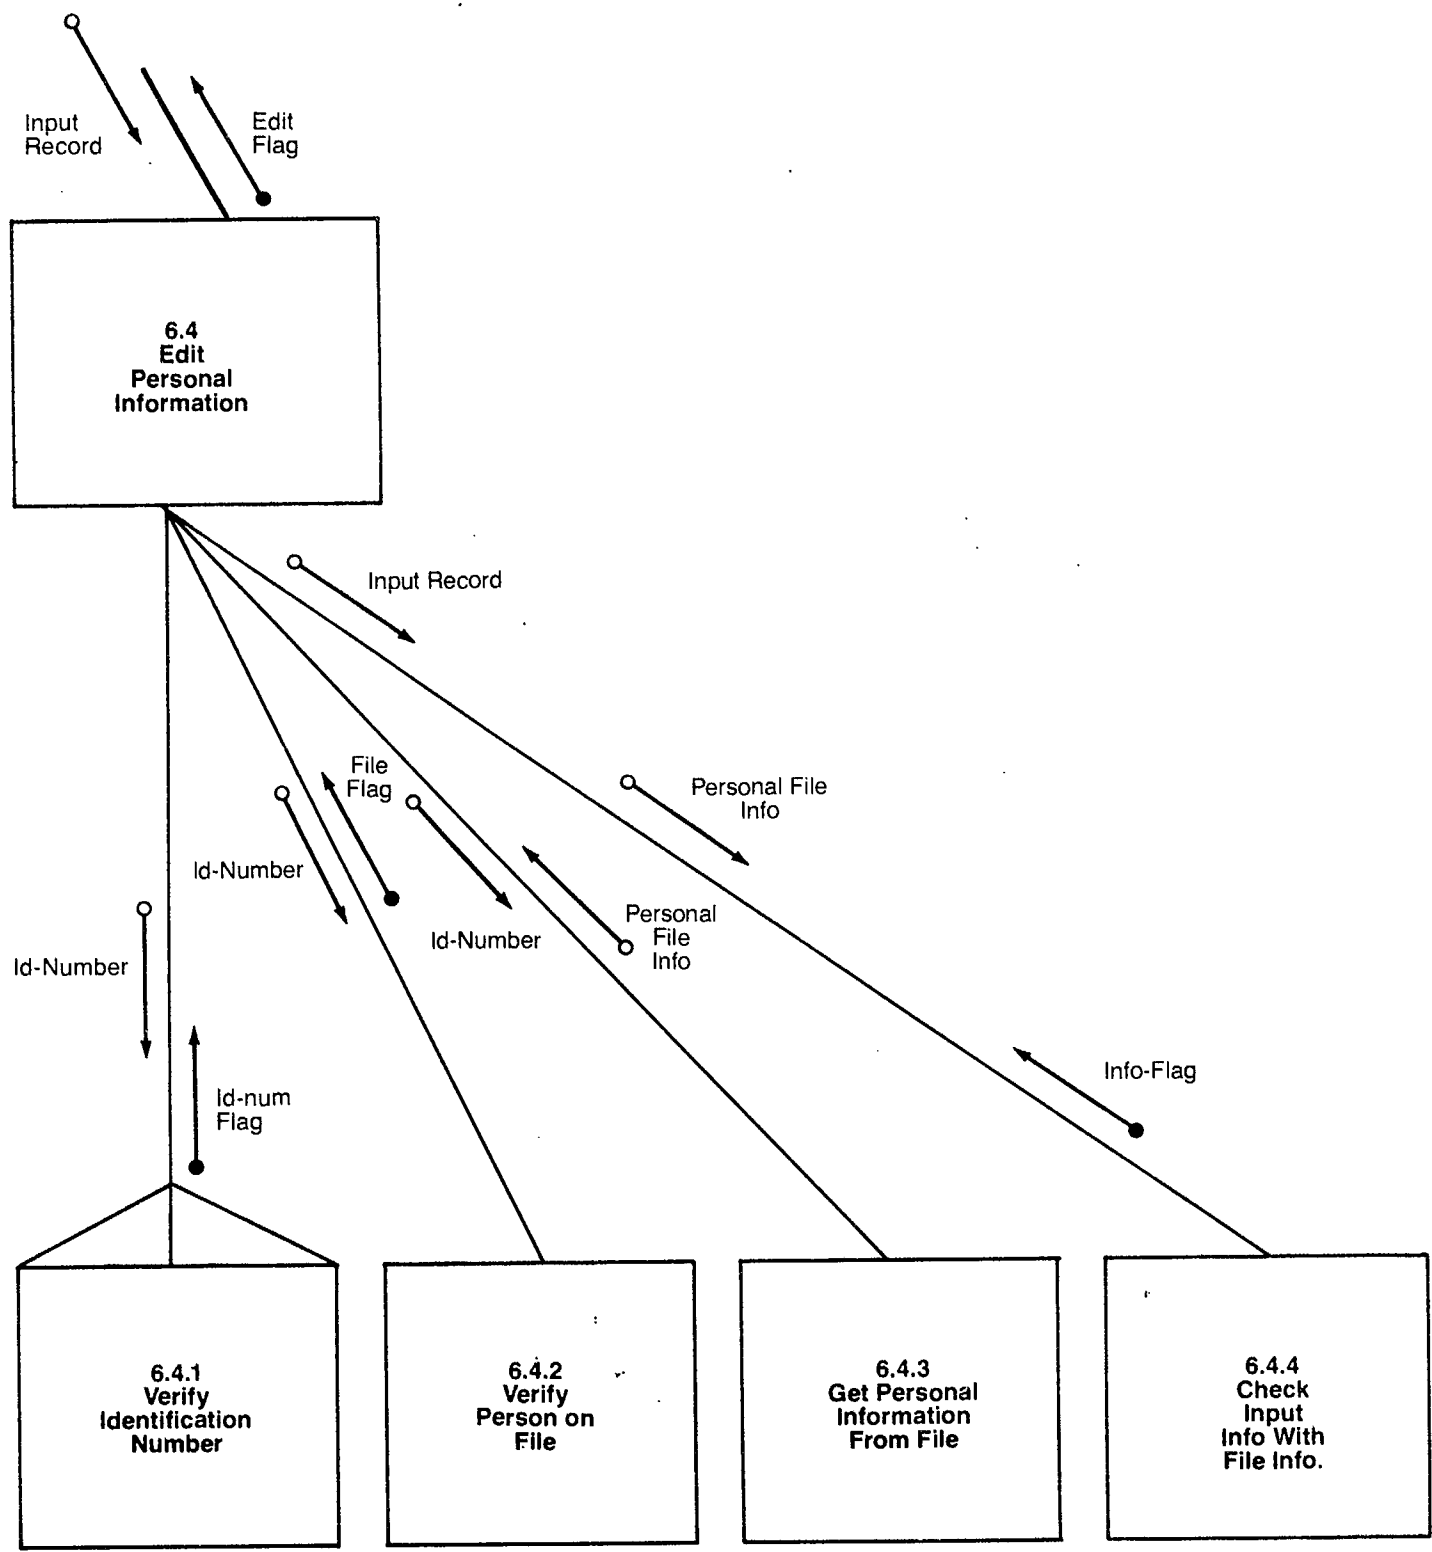 Input
Record
Edit
Flag
6.4
Edit
Personal
Information
Input Record
File
Flag
Personal File
Info
Id-Number
Id-Number
Personal
File
Info
Id-Number
Info-Flag
Id-num
Flag
6.4.1
Verify
Identification
Number
6.4.2
Verify
Person on
File
6.4.3
Get Personal
Information
From File
6.4.4
Check
Input
Info With
File Info.